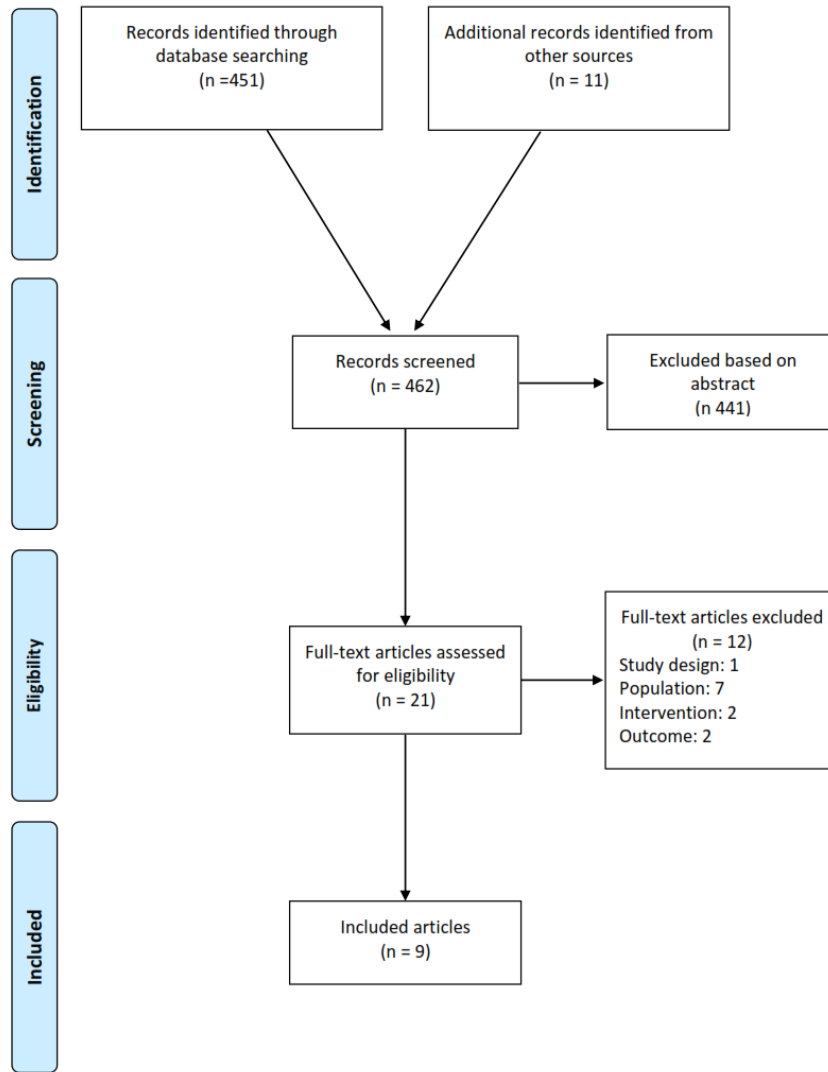 Identification
Records identified through
database searching
(n =451)
Additional records identified from
other sources
(n = 11)
Screening
Records screened
(n = 462)
Excluded based on
abstract
(n 441)
Eligibility
Full-text articles assessed
for eligibility
(n = 21)
Full-text articles excluded
(n = 12)
Study design: 1
Population: 7
Intervention: 2
Outcome: 2
Included
Included articles
(n = 9)